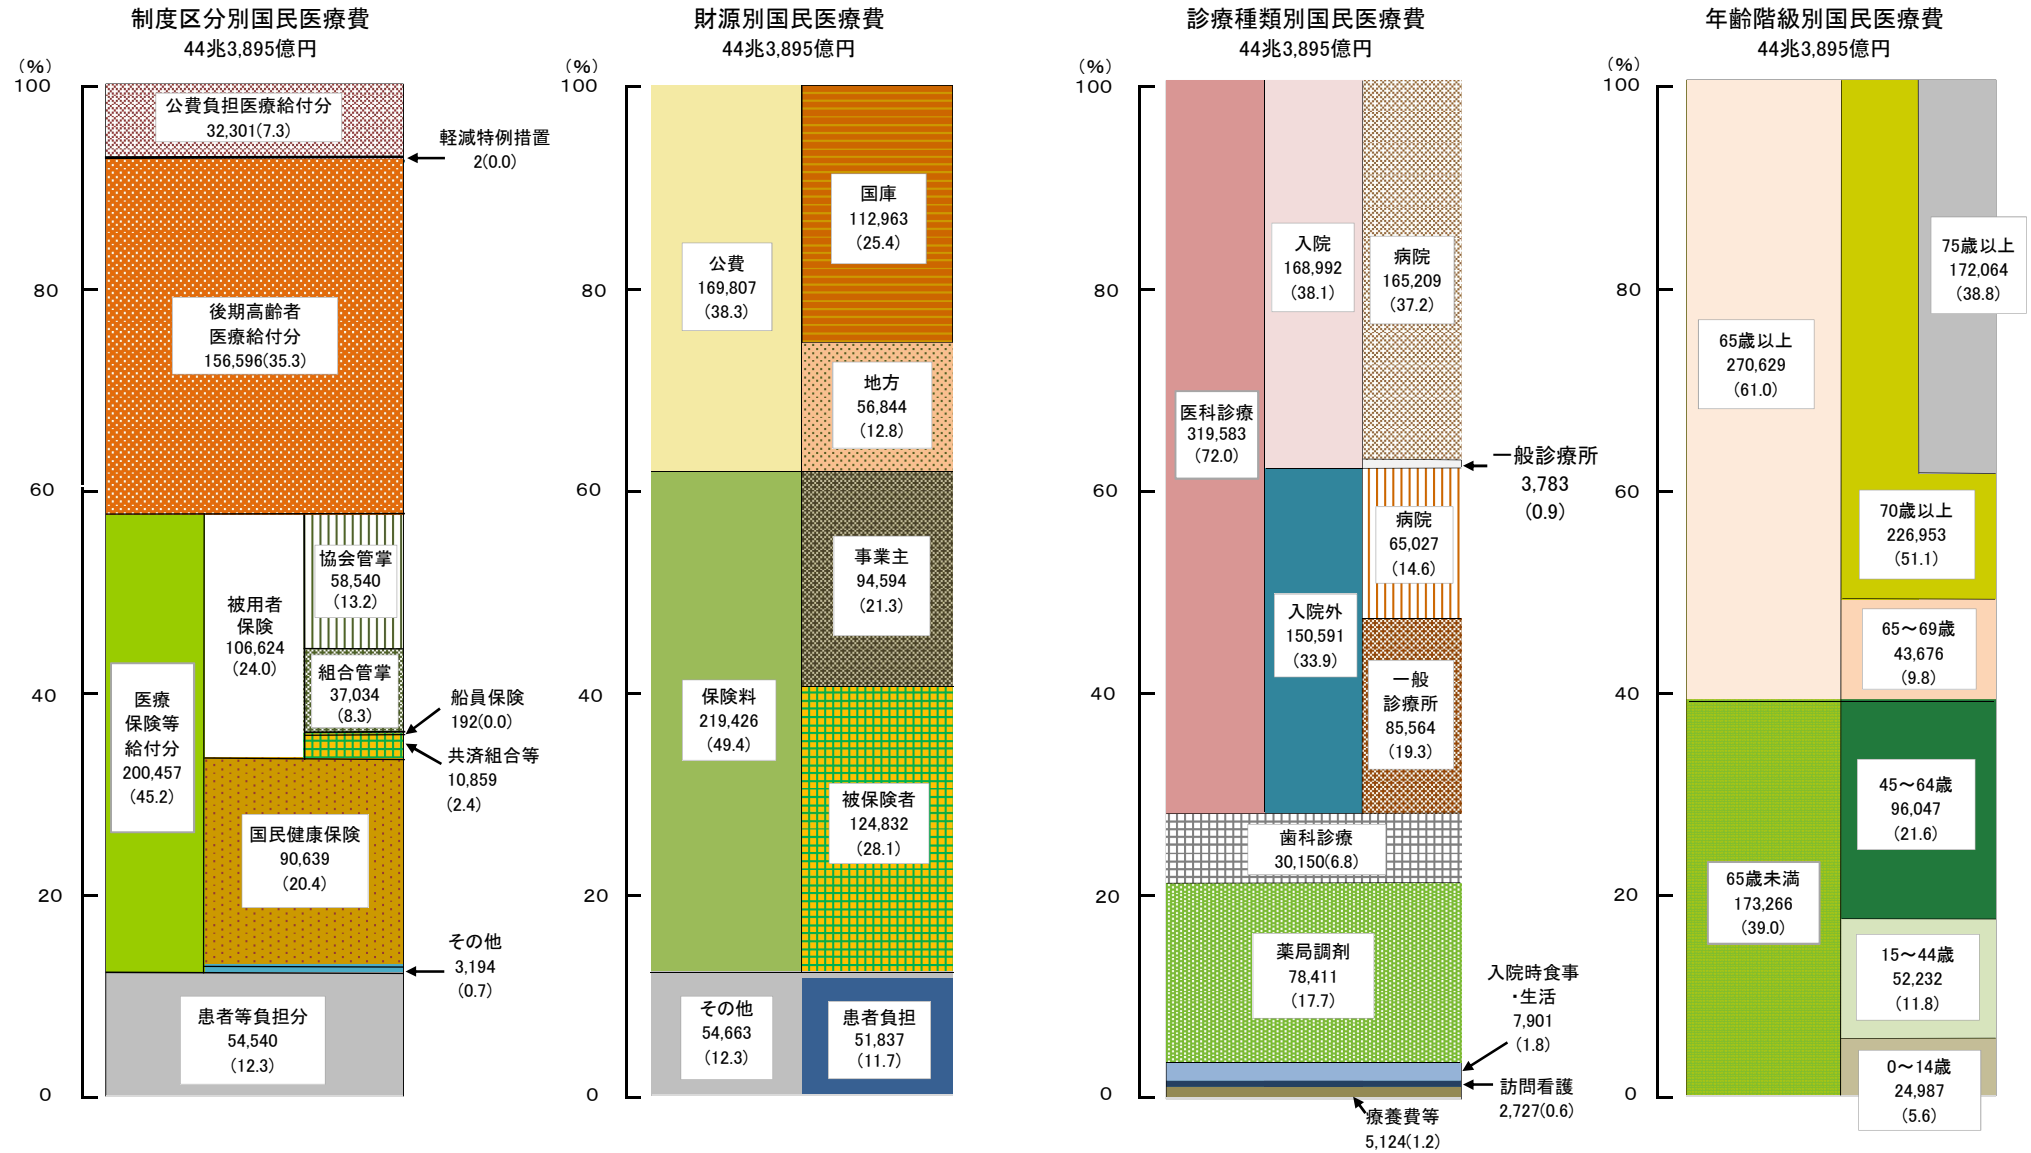 制度区分別国民医療費
44兆3,895億円
（%）
100
80
60
40
20
0
公費負担医療給付分
32,301(7.3)
軽減特例措置
2(0.0)
後期高齢者
医療給付分
156,596(35.3)
医療
保険等
給付分
200,457
(45.2)
被用者
保険
106,624
(24.0)
協会管掌
58,540
(13.2)
組合管掌
37,034
(8.3)
船員保険
192(0.0)
共済組合等
10,859
(2.4)
国民健康保険
90,639
(20.4)
その他
3,194
(0.7)
患者等負担分
54,540
(12.3)
財源別国民医療費
44兆3,895億円
（%）
100
80
60
40
20
0
公費
169,807
(38.3)
国庫
112,963
(25.4)
地方
56,844
(12.8)
保険料
219,426
(49.4)
事業主
94,594
(21.3)
被保険者
124,832
(28.1)
その他
54,663
(12.3)
患者負担
51,837
(11.7)
診療種類別国民医療費
44兆3,895億円
（%）
100
80
60
40
20
0
医科診療
319,583
(72.0)
入院
168,992
(38.1)
病院
165,209
(37.2)
一般診療所
3,783
(0.9)
入院外
150,591
(33.9)
病院
65,027
(14.6)
一般
診療所
85,564
(19.3)
歯科診療
30,150(6.8)
薬局調剤
78,411
(17.7)
入院時食事
・生活
7,901
(1.8)
訪問看護
2,727(0.6)
療養費等
5,124(1.2)
年齢階級別国民医療費
44兆3,895億円
（%）
100
80
60
40
20
0
65歳以上
270,629
(61.0)
75歳以上
172,064
(38.8)
70歳以上
226,953
(51.1)
65～69歳
43,676
(9.8)
65歳未満
173,266
(39.0)
45～64歳
96,047
(21.6)
15～44歳
52,232
(11.8)
0～14歳
24,987
(5.6)